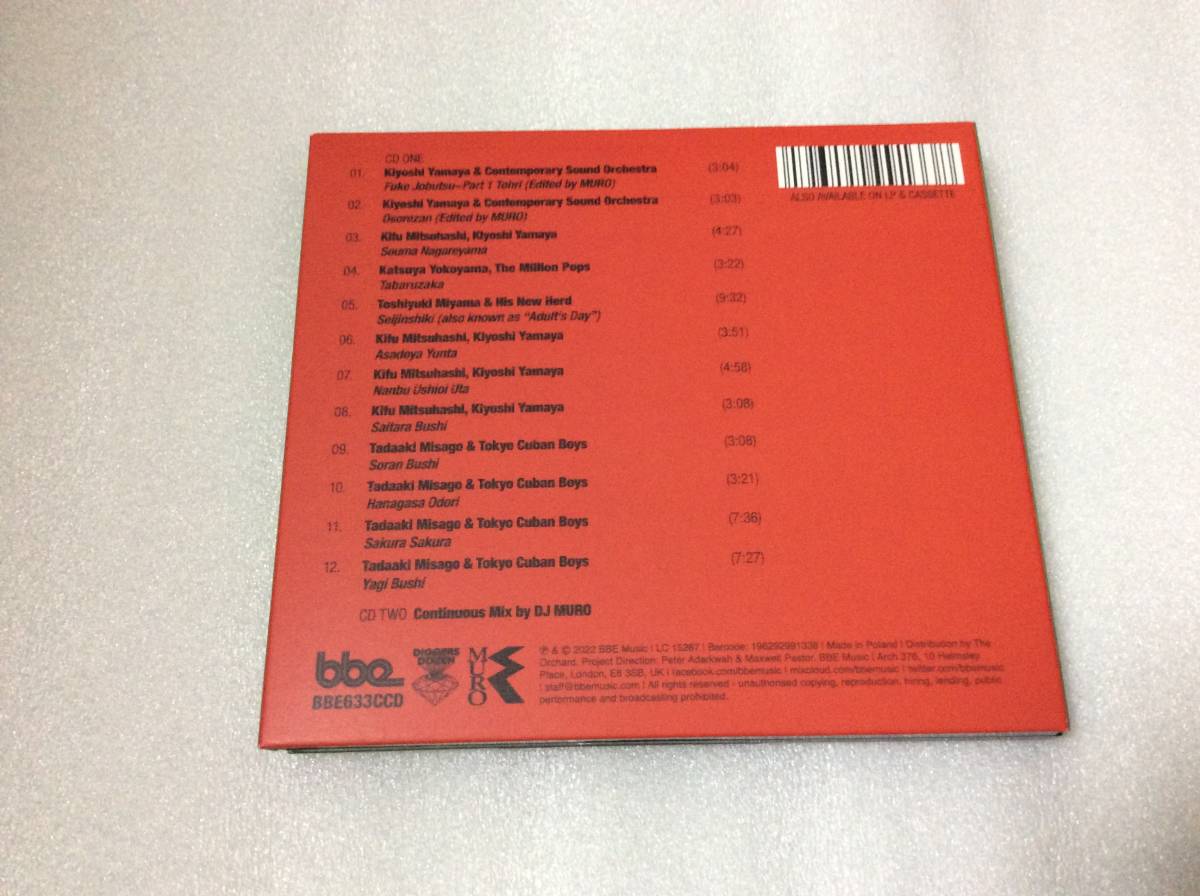 CD ONE
01. Kiyoshi Yamaya & Contemporary Sound Orchestra (3:04)
Fuke Jobutsu–Part 1 Tohri (Edited by MURO)
02. Kiyoshi Yamaya & Contemporary Sound Orchestra (3:03)
Osorezan (Edited by MURO)
03. Kifu Mitsuhashi, Kiyoshi Yamaya (4:27)
Souma Nagareyama
04. Katsuya Yokoyama, The Million Pops (3:22)
Tabaruzaka
05. Toshiyuki Miyama & His New Herd (9:32)
Seijinshiki (also known as "Adult's Day")
06. Kifu Mitsuhashi, Kiyoshi Yamaya (3:51)
Asadoya Yunta
07. Kifu Mitsuhashi, Kiyoshi Yamaya (4:58)
Nanbu Ushioi Uta
08. Kifu Mitsuhashi, Kiyoshi Yamaya (3:08)
Saitara Bushi
09. Tadaaki Misago & Tokyo Cuban Boys (3:08)
Soran Bushi
10. Tadaaki Misago & Tokyo Cuban Boys (3:21)
Hanagasa Odori
11. Tadaaki Misago & Tokyo Cuban Boys (7:36)
Sakura Sakura
12. Tadaaki Misago & Tokyo Cuban Boys (7:27)
Yagi Bushi
CD TWO Continuous Mix by DJ MURO
ALSO AVAILABLE ON LP & CASSETTE
bbe
BBE633CCD
DIGGERS
DOZEN
MURO
℗ & © 2022 BBE Music | LC 15267 | Barcode: 196292991338 | Made in Poland | Distribution by The
Orchard. Project Direction: Peter Adarkwah & Maxwell Pastor. BBE Music | Arch 376, 10 Helmsley
Place, London, E8 3SB, UK | facebook.com/bbemusic | mixcloud.com/bbemusic | twitter.com/bbemusic
| staff@bbemusic.com | All rights reserved - unauthorised copying, reproduction, hiring, lending, public
performance and broadcasting prohibited.